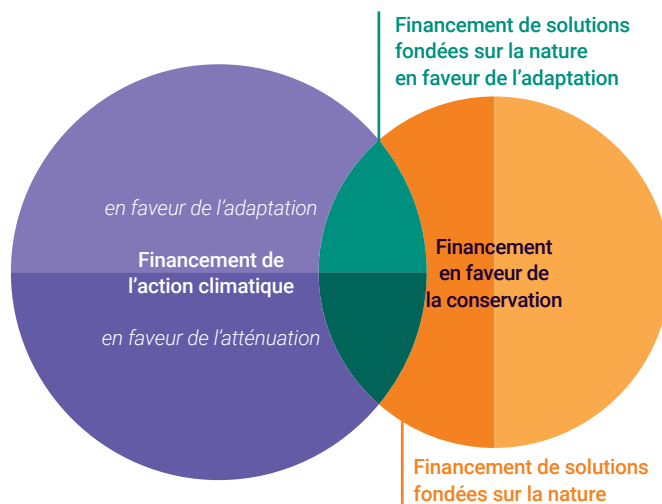 Financement de solutions
fondées sur la nature
en faveur de l’adaptation
en faveur de l’adaptation
Financement de
l’action climatique
en faveur de l’atténuation
Financement
en faveur de
la conservation
Financement de solutions
fondées sur la nature